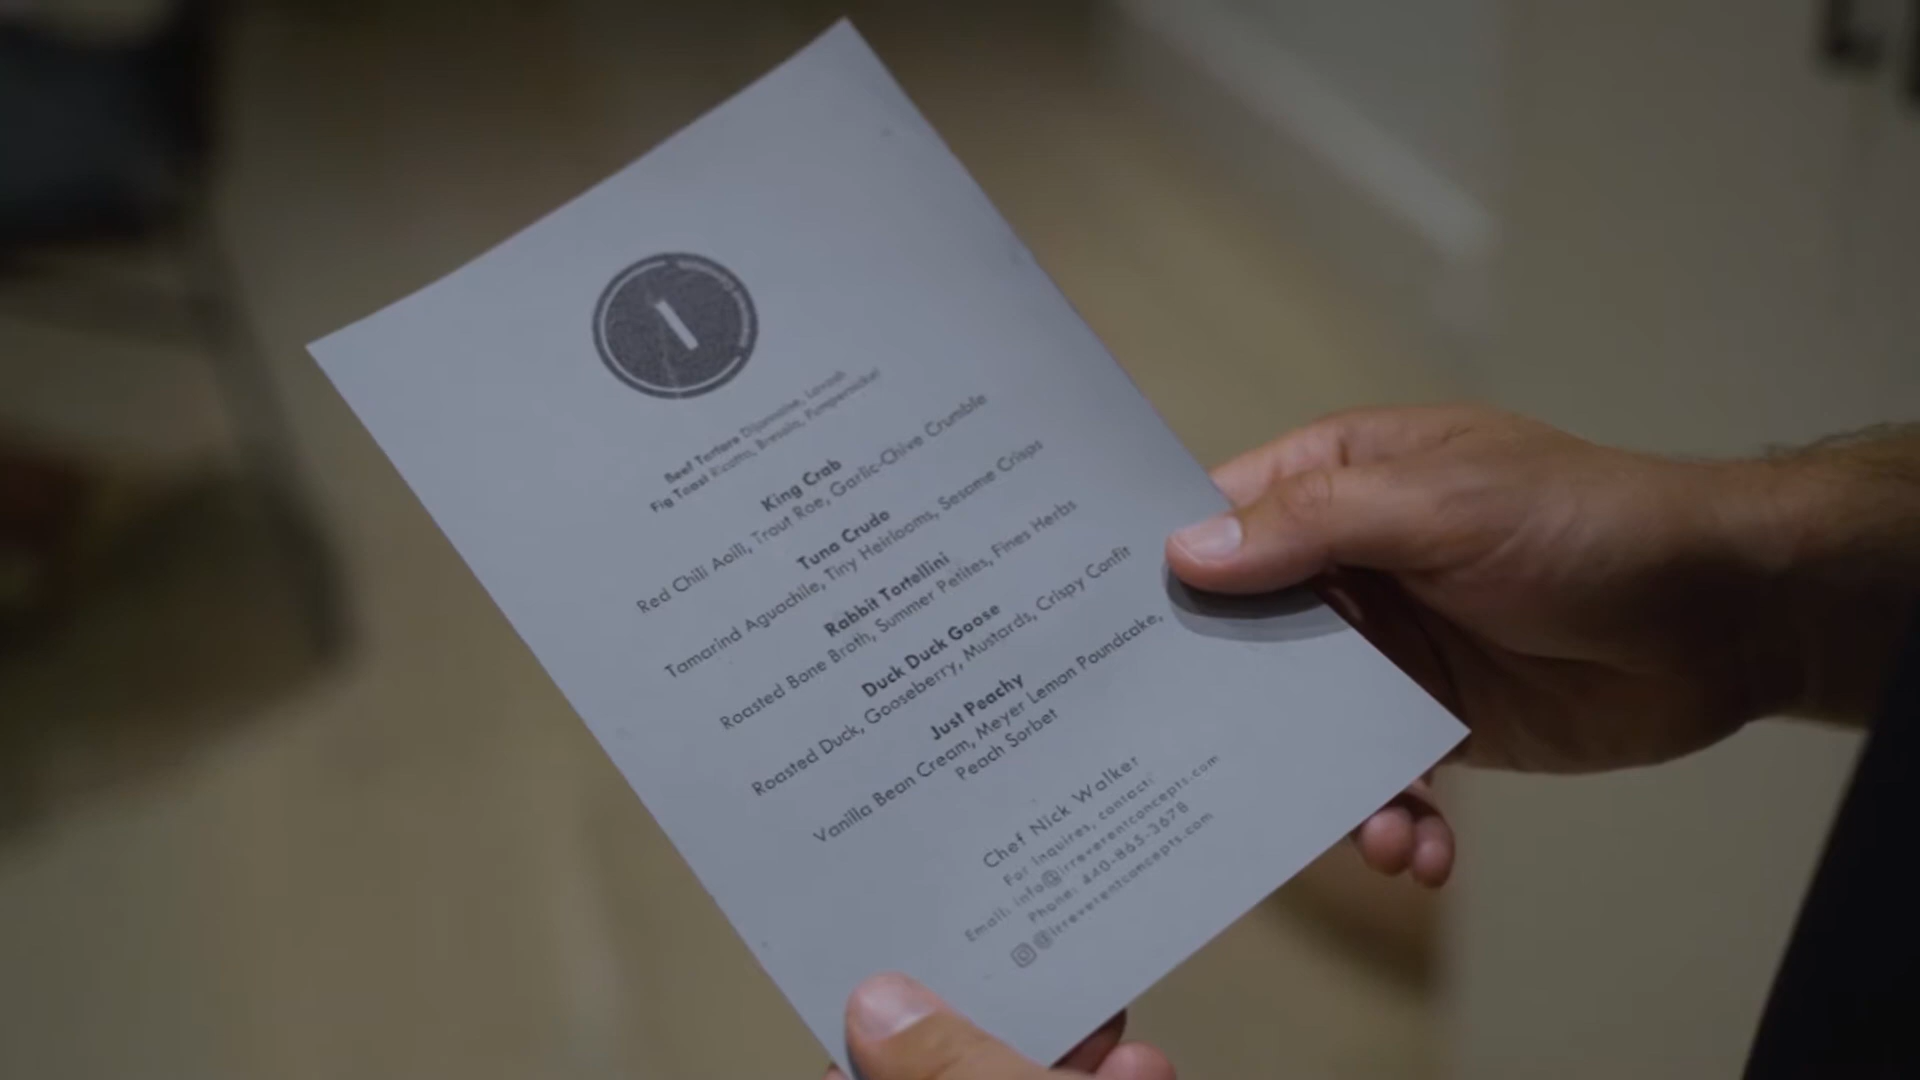 Beef Tartare Dijonnaise, Lavash
Fig Toast Ricotta, Bresaola, Pumpernickel
King Crab
Red Chili Aoili, Trout Roe, Garlic-Chive Crumble
Tuna Crudo
Tamarind Aguachile, Tiny Heirlooms, Sesame Crisps
Rabbit Tortellini
Roasted Bone Broth, Summer Petites, Fines Herbs
Duck Duck Goose
Roasted Duck, Gooseberry, Mustards, Crispy Confit
Just Peachy
Vanilla Bean Cream, Meyer Lemon Poundcake,
Peach Sorbet
Chef Nick Walker
For inquires, contact:
Email: info@irreverentconcepts.com
Phone: 440-865-3678
@irreverentconcepts.com